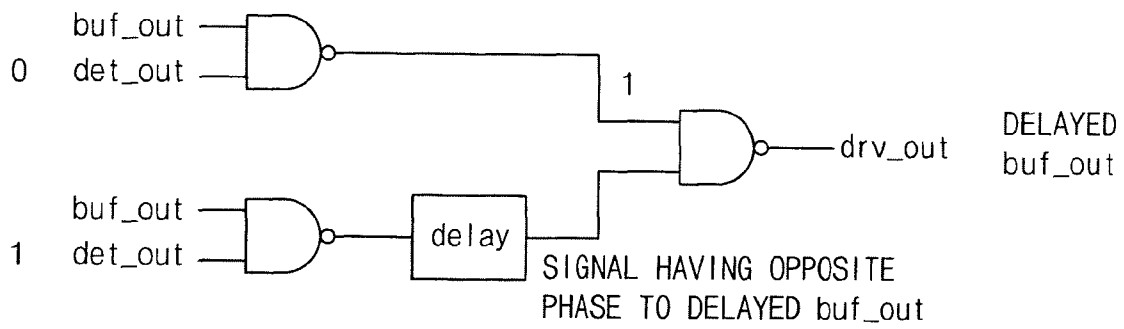 buf_out
0 det_out
1
drv_out
DELAYED
buf_out
buf_out
1 det_out
delay
SIGNAL HAVING OPPOSITE
PHASE TO DELAYED buf_out